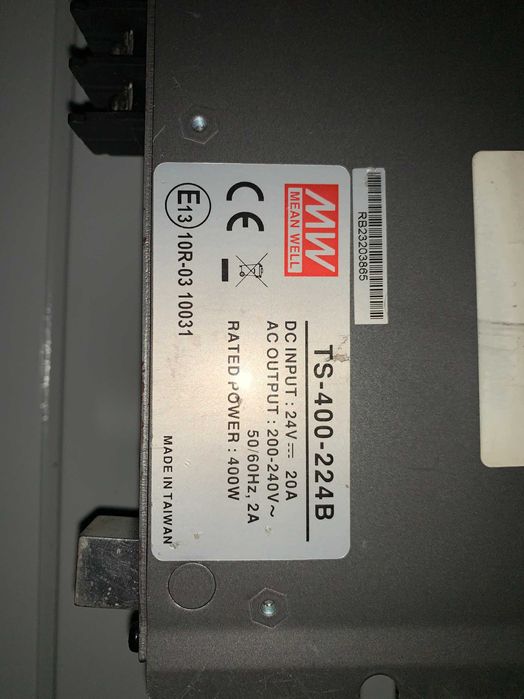 RB23203865
MW
MEAN WELL
TS-400-224B
DC INPUT : 24V⎓ 20A
AC OUTPUT : 200-240V~
50/60Hz, 2A
RATED POWER : 400W
CE
E13 10R-03 10031
MADE IN TAIWAN